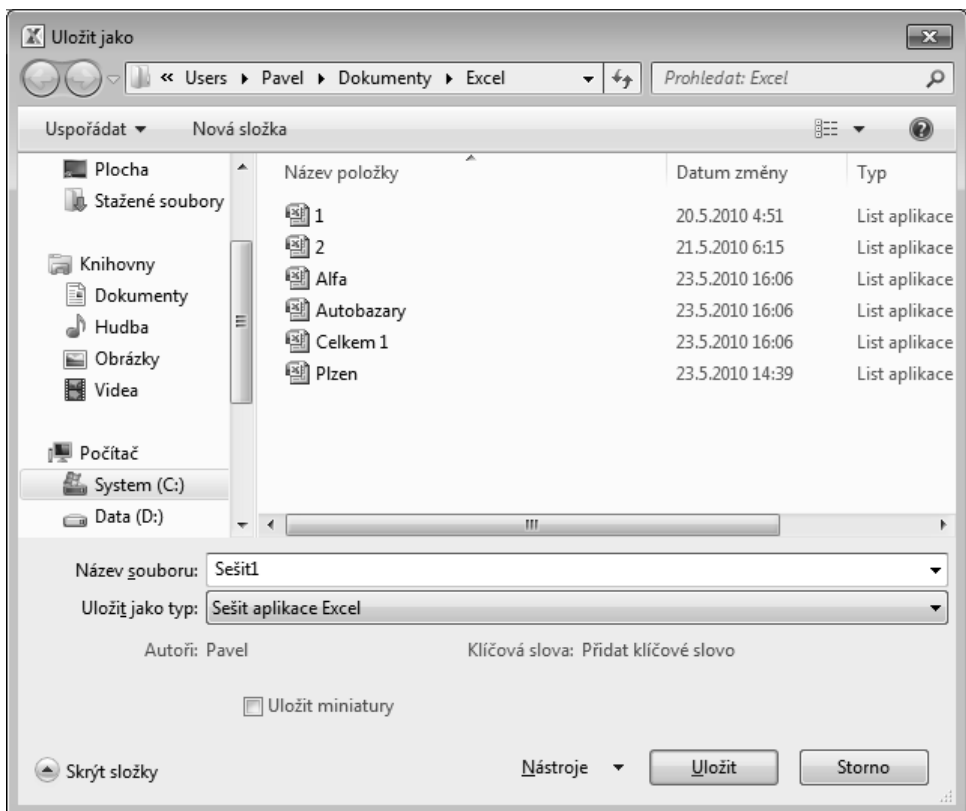 Uložit jako
« Users ▸ Pavel ▸ Dokumenty ▸ Excel
Prohledat: Excel
Uspořádat
Nová složka
Plocha
Stažené soubory
Knihovny
Dokumenty
Hudba
Obrázky
Videa
Počítač
System (C:)
Data (D:)
Název položky Datum změny Typ
1 20.5.2010 4:51 List aplikace
2 21.5.2010 6:15 List aplikace
Alfa 23.5.2010 16:06 List aplikace
Autobazary 23.5.2010 16:06 List aplikace
Celkem 1 23.5.2010 16:06 List aplikace
Plzen 23.5.2010 14:39 List aplikace
Název souboru: Sešit1
Uložit jako typ: Sešit aplikace Excel
Autoři: Pavel Klíčová slova: Přidat klíčové slovo
Uložit miniatury
Skrýt složky Nástroje Uložit Storno